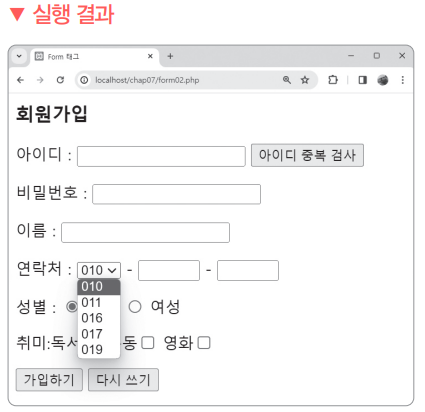 ▼ 실행 결과
Form 태그
localhost/chap07/form02.php
회원가입
아이디 : 아이디 중복 검사
비밀번호 :
이름 :
연락처 : 010 - -
010
011
016
017
019
성별 : 여성
취미:독서 동 영화
가입하기 다시 쓰기